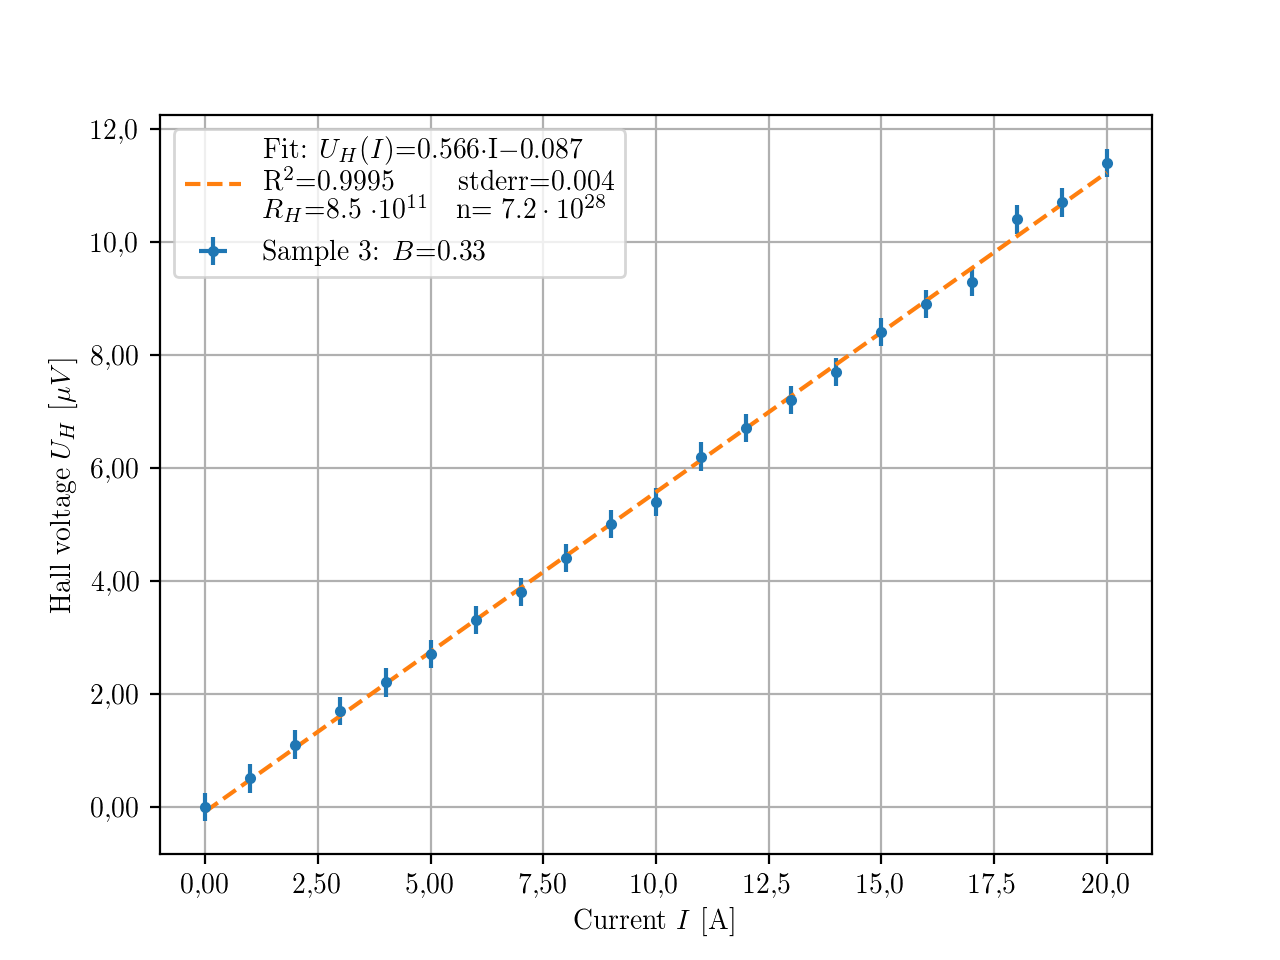 Fit: U_H(I)=0.566·I−0.087
R²=0.9995 stderr=0.004
R_H=8.5 ·10¹¹ n= 7.2 · 10²⁸
Sample 3: B=0.33
12,0
10,0
8,00
6,00
4,00
2,00
0,00
Hall voltage U_H [μV]
0,00 2,50 5,00 7,50 10,0 12,5 15,0 17,5 20,0
Current I [A]